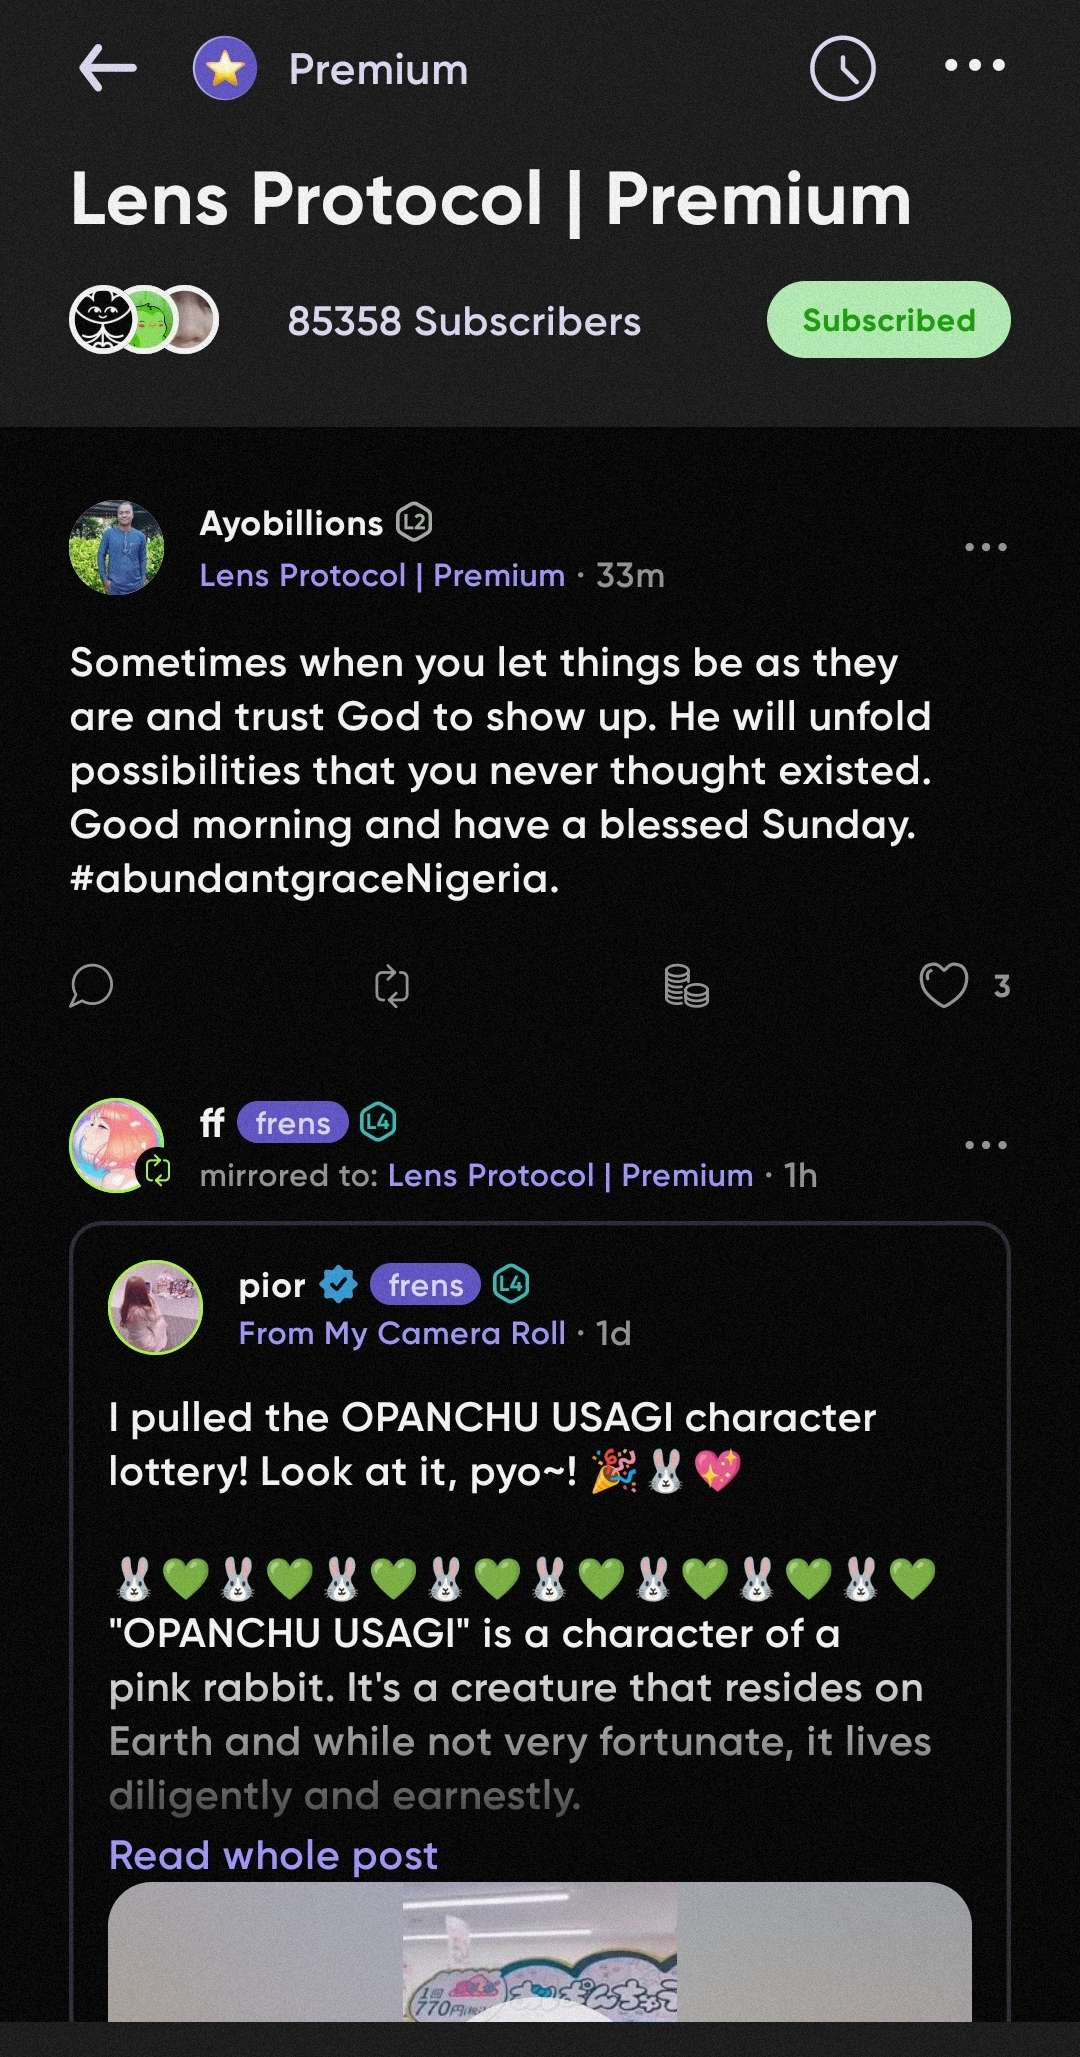 Premium
Lens Protocol | Premium
85358 Subscribers
Subscribed
Ayobillions L2
Lens Protocol | Premium · 33m
Sometimes when you let things be as they
are and trust God to show up. He will unfold
possibilities that you never thought existed.
Good morning and have a blessed Sunday.
#abundantgraceNigeria.
3
ff frens L4
mirrored to: Lens Protocol | Premium · 1h
pior frens L4
From My Camera Roll · 1d
I pulled the OPANCHU USAGI character
lottery! Look at it, pyo~! 🎉🐰💖
🐰💚🐰💚🐰💚🐰💚🐰💚🐰💚🐰💚🐰💚
"OPANCHU USAGI" is a character of a
pink rabbit. It's a creature that resides on
Earth and while not very fortunate, it lives
diligently and earnestly.
Read whole post
1回
770円